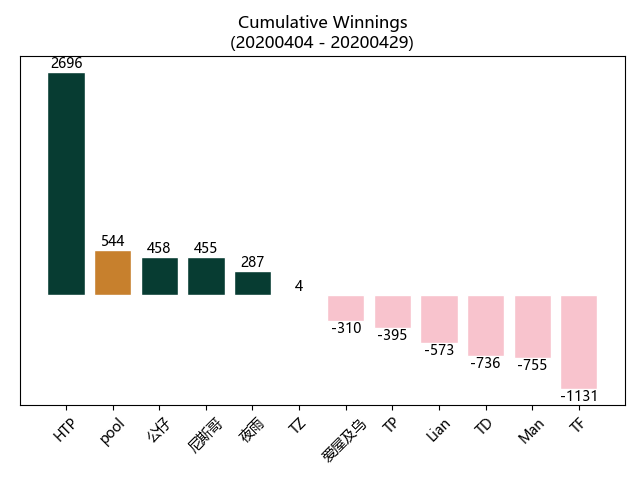 Cumulative Winnings
(20200404 - 20200429)
2696
544
458
455
287
4
-310
-395
-573
-736
-755
-1131
HTP
pool
公仔
尼斯哥
夜雨
TZ
爱屋及乌
TP
Lian
TD
Man
TF